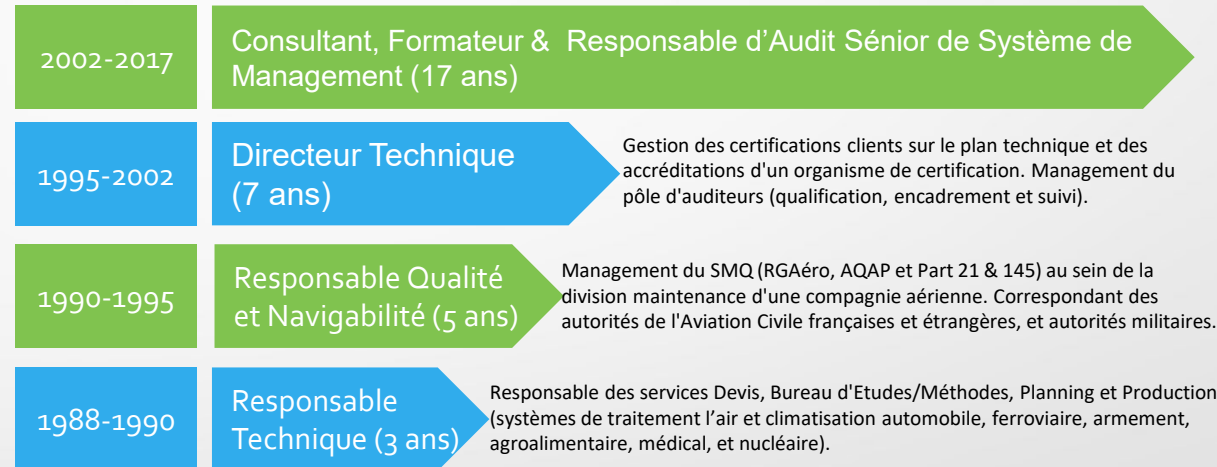 2002-2017
Consultant, Formateur & Responsable d'Audit Sénior de Système de
Management (17 ans)
1995-2002
Directeur Technique
(7 ans)
Gestion des certifications clients sur le plan technique et des
accréditations d'un organisme de certification. Management du
pôle d'auditeurs (qualification, encadrement et suivi).
1990-1995
Responsable Qualité
et Navigabilité (5 ans)
Management du SMQ (RGAéro, AQAP et Part 21 & 145) au sein de la
division maintenance d'une compagnie aérienne. Correspondant des
autorités de l'Aviation Civile françaises et étrangères, et autorités militaires.
1988-1990
Responsable
Technique (3 ans)
Responsable des services Devis, Bureau d'Etudes/Méthodes, Planning et Production
(systèmes de traitement l'air et climatisation automobile, ferroviaire, armement,
agroalimentaire, médical, et nucléaire).